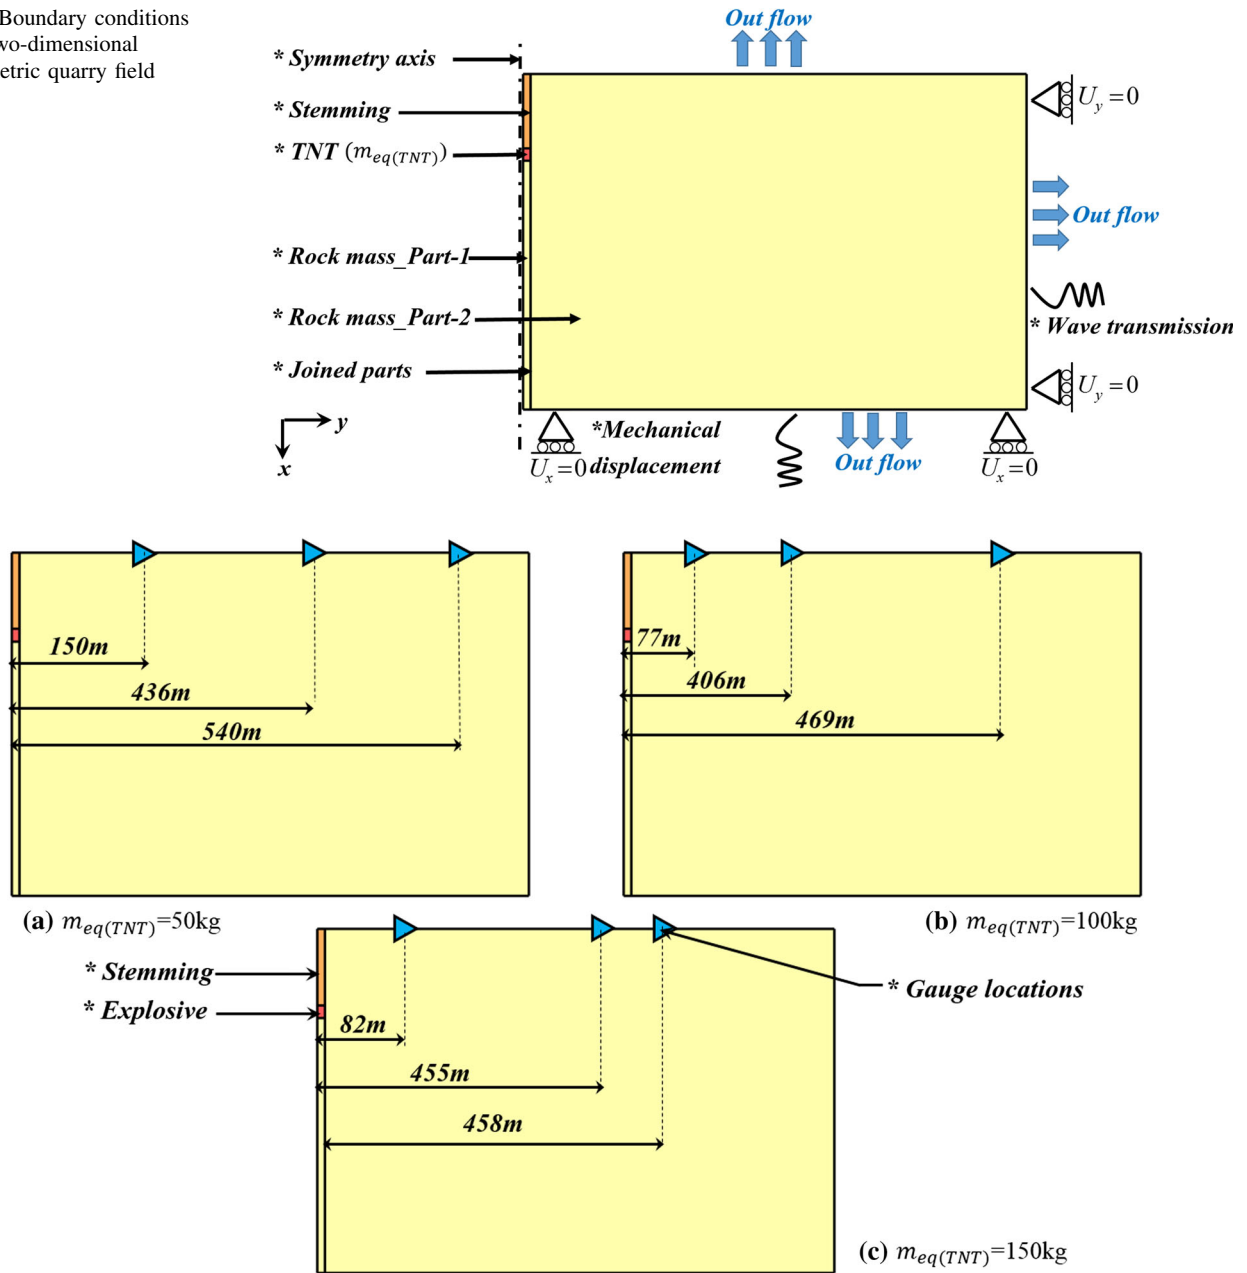 Boundary conditions
vo-dimensional
etric quarry field
Out flow
* Symmetry axis
* Stemming
* TNT (m_eq(TNT))
* Rock mass_Part-1
* Rock mass_Part-2
* Joined parts
y
x
U_y=0
Out flow
* Wave transmission
U_y=0
*Mechanical
displacement
U_x=0
Out flow
U_x=0
150m
436m
540m
(a) m_eq(TNT)=50kg
77m
406m
469m
(b) m_eq(TNT)=100kg
* Stemming
* Explosive
82m
455m
458m
* Gauge locations
(c) m_eq(TNT)=150kg